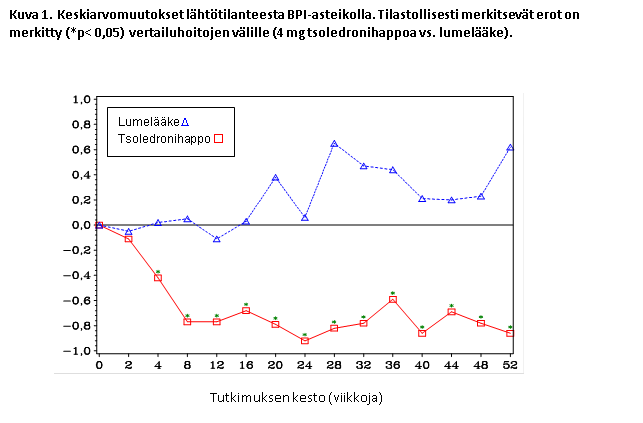 Kuva 1. Keskiarvomuutokset lähtötilanteesta BPI-asteikolla. Tilastollisesti merkitsevät erot on
merkitty (*p< 0,05) vertailuhoitojen välille (4 mg tsoledronihappoa vs. lumelääke).
1.0
Lumelääke
0.8
Tsoledronihappo
0.6
0.4
0.2
0.0
−0.2
−0.4
−0.6
−0.8
−1.0
0 2 4 8 12 16 20 24 28 32 36 40 44 48 52
Tutkimuksen kesto (viikkoja)